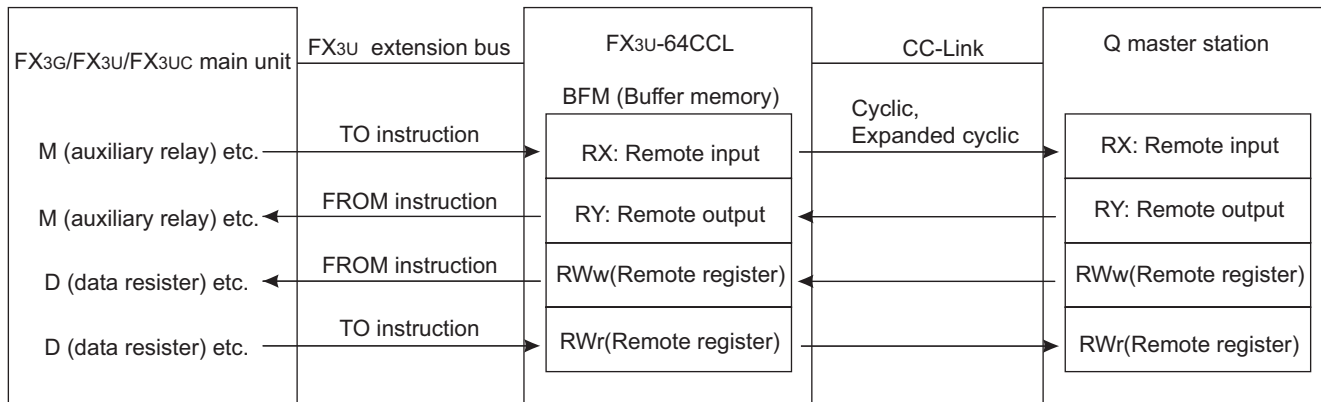 FX3G/FX3U/FX3UC main unit
FX3U extension bus
FX3U-64CCL
CC-Link
Q master station
BFM (Buffer memory)
Cyclic,
Expanded cyclic
M (auxiliary relay) etc.
TO instruction
RX: Remote input
RX: Remote input
M (auxiliary relay) etc.
FROM instruction
RY: Remote output
RY: Remote output
D (data resister) etc.
FROM instruction
RWw(Remote register)
RWw(Remote register)
D (data resister) etc.
TO instruction
RWr(Remote register)
RWr(Remote register)